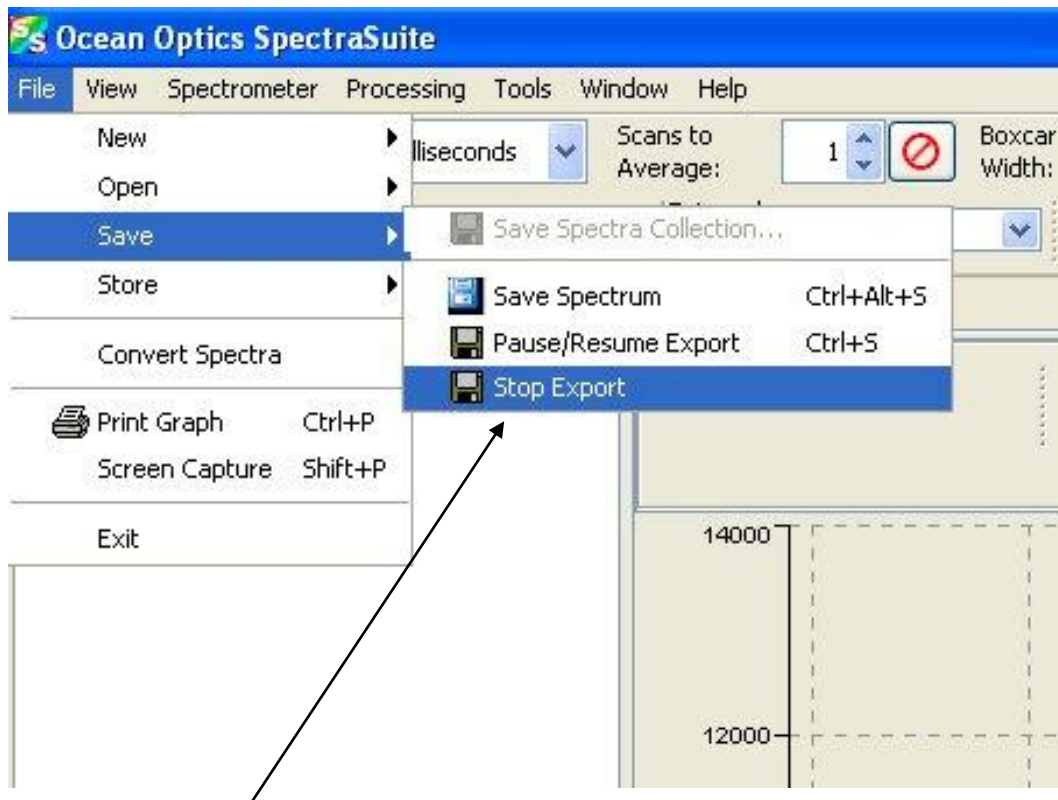 Ocean Optics SpectraSuite
File View Spectrometer Processing Tools Window Help
New
Open
Save
Store
Convert Spectra
Print Graph Ctrl+P
Screen Capture Shift+P
Exit
lliseconds
Scans to
Average:
1
Boxcar
Width:
Save Spectra Collection...
Save Spectrum Ctrl+Alt+S
Pause/Resume Export Ctrl+S
Stop Export
14000
12000